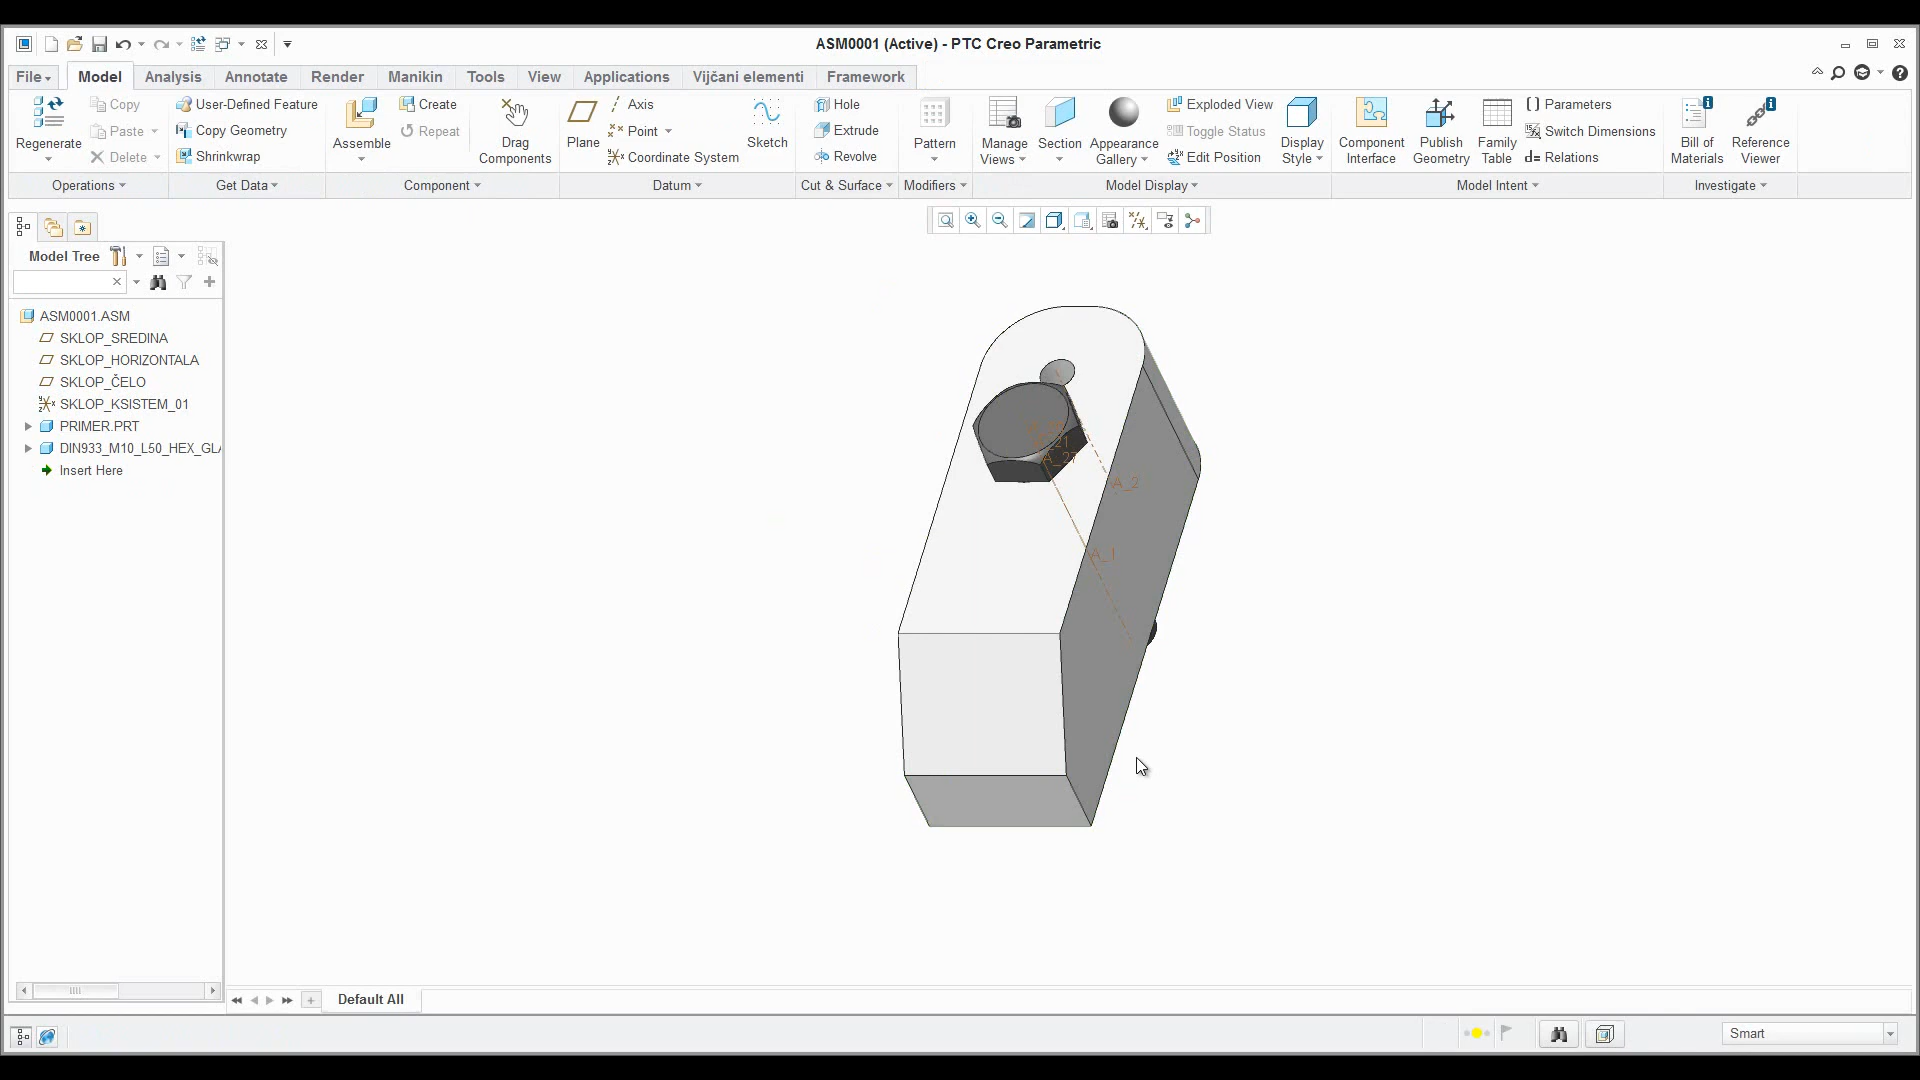 ASM0001 (Active) - PTC Creo Parametric
File Model Analysis Annotate Render Manikin Tools View Applications Vijčani elementi Framework
Regenerate
Copy
Paste
Delete
Operations
User-Defined Feature
Copy Geometry
Shrinkwrap
Get Data
Assemble
Create
Repeat
Drag
Components
Component
Plane
Axis
Point
Coordinate System
Sketch
Datum
Hole
Extrude
Revolve
Cut & Surface
Pattern
Modifiers
Manage
Views
Section
Appearance
Gallery
Exploded View
Toggle Status
Edit Position
Display
Style
Model Display
Component
Interface
Publish
Geometry
Family
Table
Parameters
Switch Dimensions
d= Relations
Model Intent
Bill of
Materials
Reference
Viewer
Investigate
Model Tree
ASM0001.ASM
SKLOP_SREDINA
SKLOP_HORIZONTALA
SKLOP_ČELO
SKLOP_KSISTEM_01
PRIMER.PRT
DIN933_M10_L50_HEX_GL
Insert Here
A_27
A_2
A_1
Default All
Smart